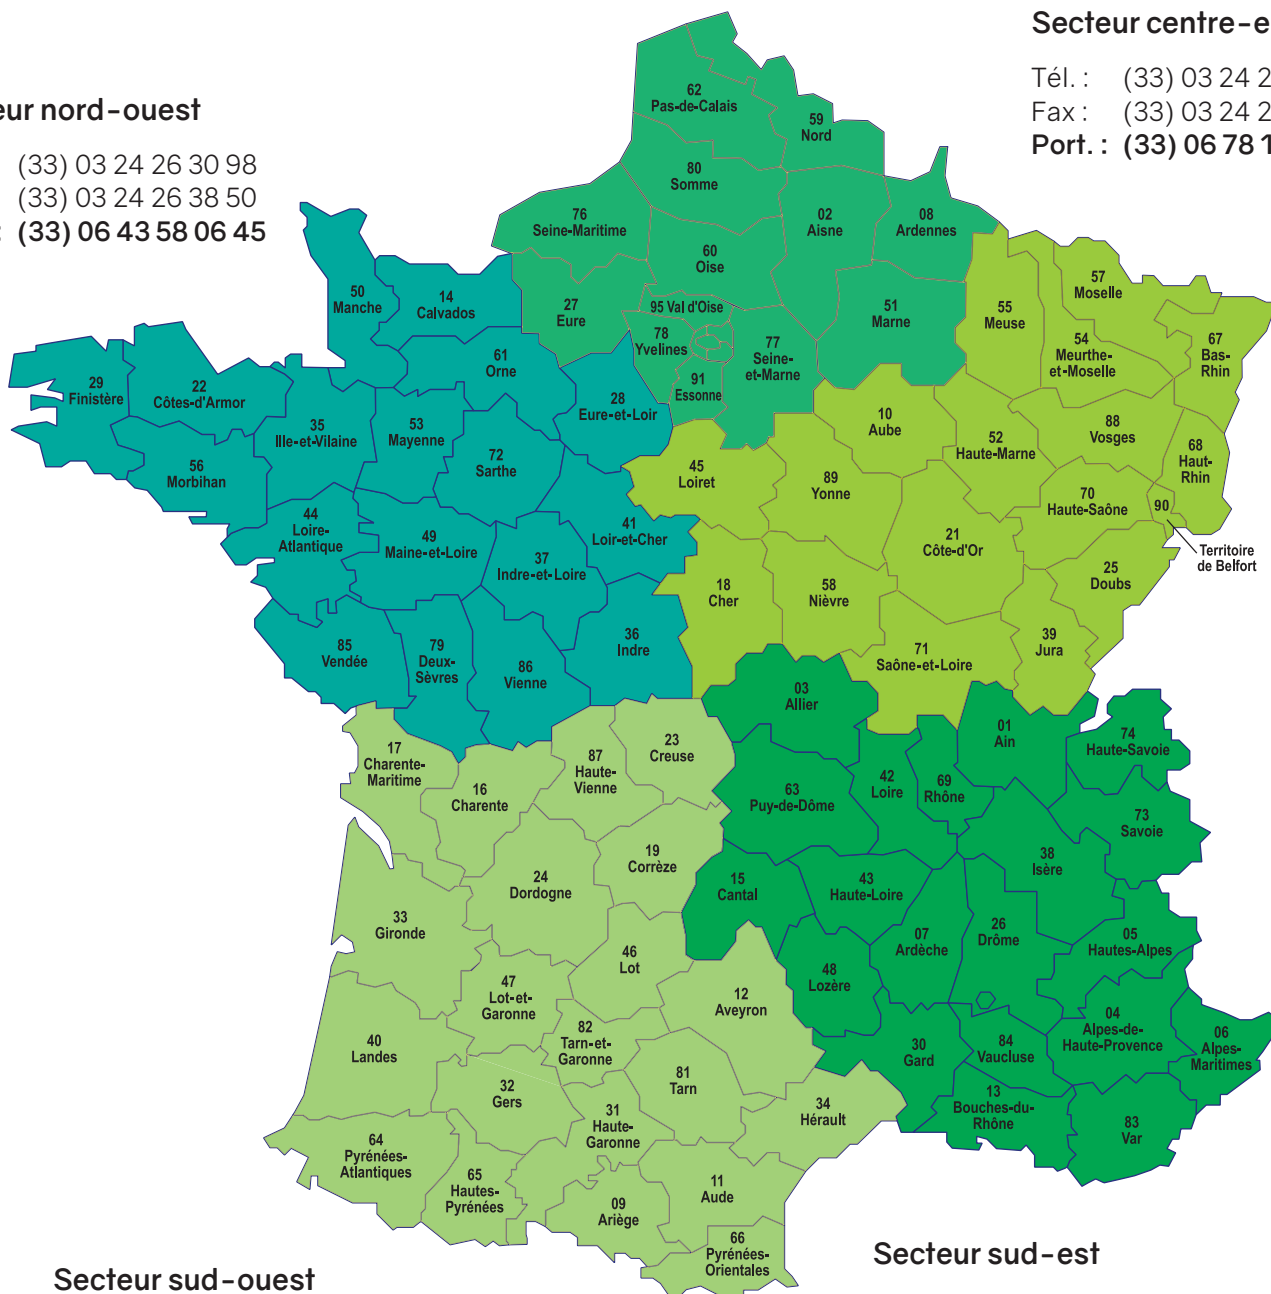 Secteur centre-e
Tél. : (33) 03 24 2
Fax : (33) 03 24 2
Port. : (33) 06 78 1
eur nord-ouest
(33) 03 24 26 30 98
(33) 03 24 26 38 50
: (33) 06 43 58 06 45
62
Pas-de-Calais
59
Nord
80
Somme
76
Seine-Maritime
02
Aisne
08
Ardennes
60
Oise
27
Eure
95 Val d'Oise
78
Yvelines
91
Essonne
77
Seine-
et-Marne
51
Marne
55
Meuse
57
Moselle
54
Meurthe-
et-Moselle
67
Bas-
Rhin
50
Manche
14
Calvados
61
Orne
29
Finistère
22
Côtes-d'Armor
35
Ille-et-Vilaine
53
Mayenne
28
Eure-et-Loir
56
Morbihan
72
Sarthe
10
Aube
52
Haute-Marne
88
Vosges
68
Haut-
Rhin
45
Loiret
89
Yonne
70
Haute-Saône
90
Territoire
de Belfort
44
Loire-
Atlantique
49
Maine-et-Loire
37
Indre-et-Loire
41
Loir-et-Cher
21
Côte-d'Or
25
Doubs
18
Cher
58
Nièvre
85
Vendée
79
Deux-
Sèvres
86
Vienne
36
Indre
71
Saône-et-Loire
39
Jura
03
Allier
01
Ain
74
Haute-Savoie
17
Charente-
Maritime
16
Charente
87
Haute-
Vienne
23
Creuse
63
Puy-de-Dôme
42
Loire
69
Rhône
73
Savoie
19
Corrèze
24
Dordogne
38
Isère
15
Cantal
43
Haute-Loire
33
Gironde
07
Ardèche
26
Drôme
05
Hautes-Alpes
46
Lot
47
Lot-et-
Garonne
48
Lozère
12
Aveyron
40
Landes
82
Tarn-et-
Garonne
30
Gard
84
Vaucluse
04
Alpes-de-
Haute-Provence
06
Alpes-
Maritimes
32
Gers
81
Tarn
31
Haute-
Garonne
34
Hérault
13
Bouches-du-
Rhône
83
Var
64
Pyrénées-
Atlantiques
65
Hautes-
Pyrénées
09
Ariège
11
Aude
66
Pyrénées-
Orientales
Secteur sud-est
Secteur sud-ouest